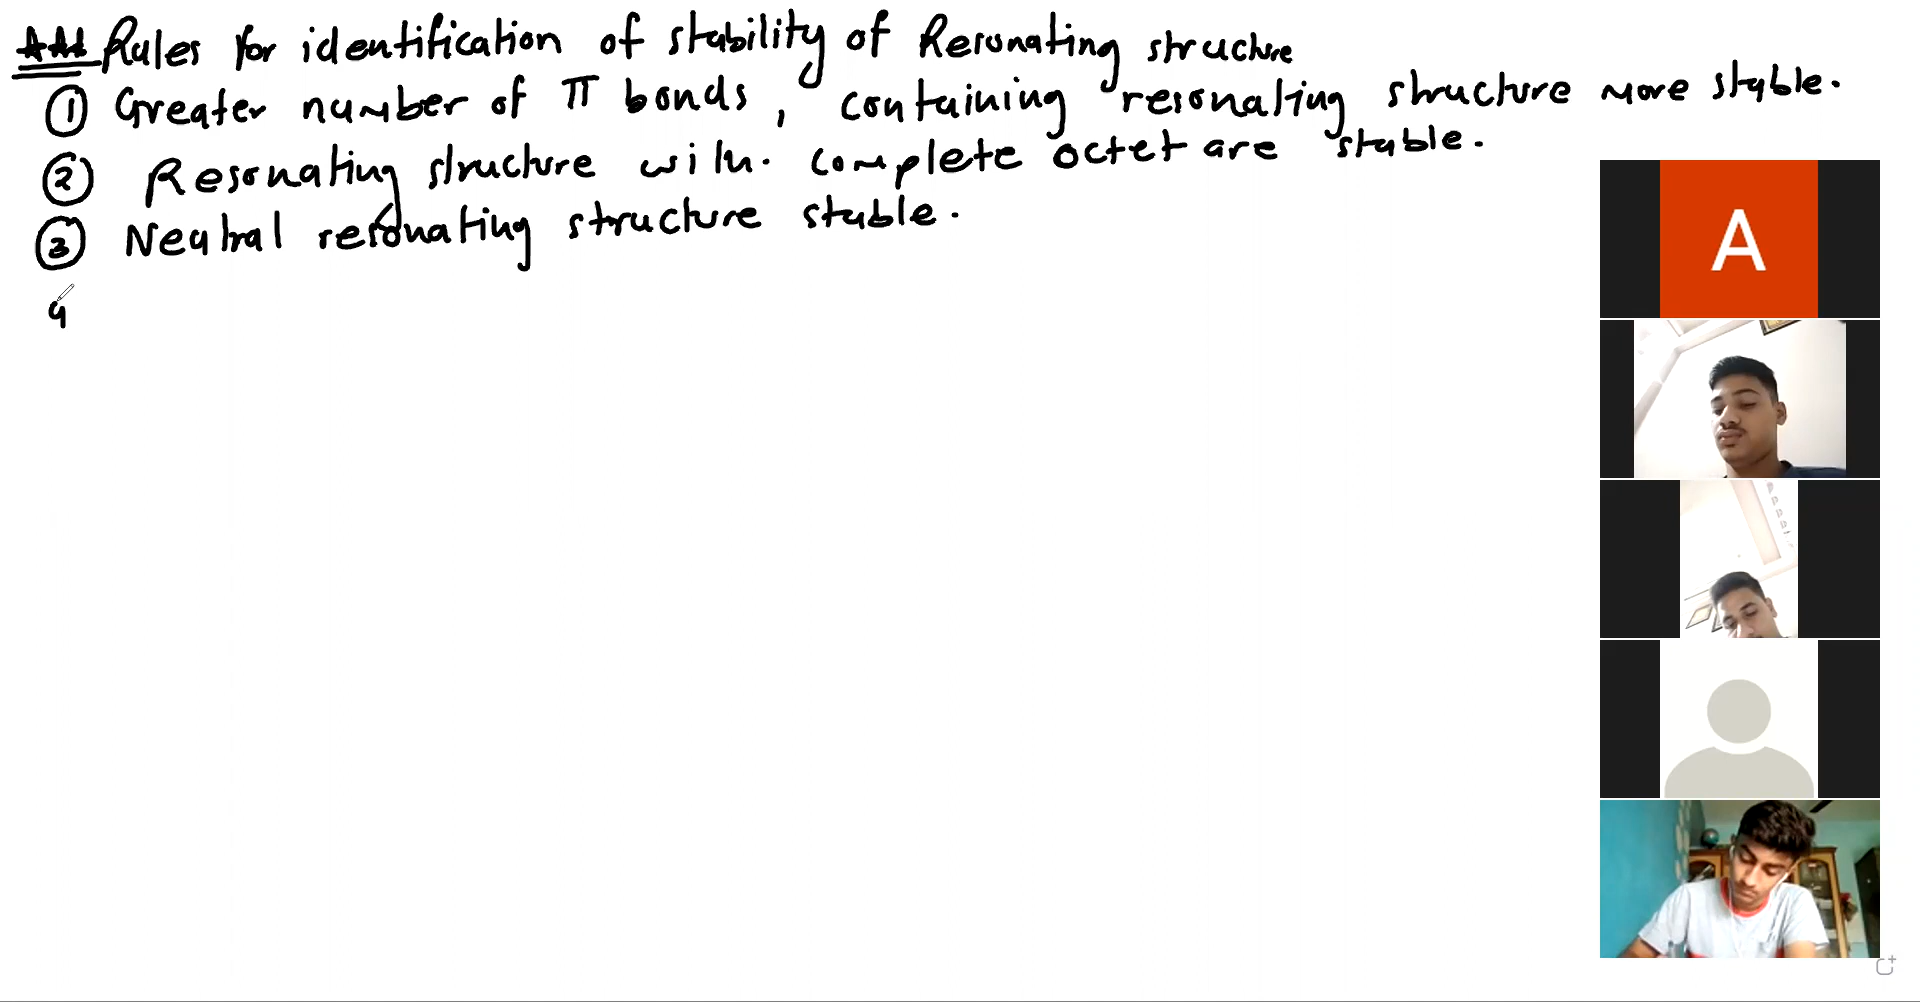 Rules for identification of stability of Resonating structure
① Greater number of π bonds, containing resonating structure more stable.
② Resonating structure with. complete octet are stable.
③ Neutral resonating structure stable.
4
A